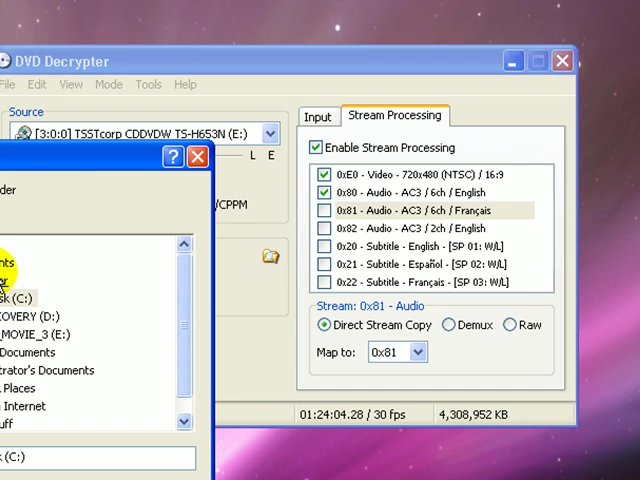 DVD Decrypter
File Edit View Mode Tools Help
Source
[3:0:0] TSSTcorp CDDVDW TS-H653N (E:)
L E
/CPPM
Input
Stream Processing
Enable Stream Processing
0xE0 - Video - 720x480 (NTSC) / 16:9
0x80 - Audio - AC3 / 6ch / English
0x81 - Audio - AC3 / 6ch / Français
0x82 - Audio - AC3 / 2ch / English
0x20 - Subtitle - English - [SP 01: W/L]
0x21 - Subtitle - Español - [SP 02: W/L]
0x22 - Subtitle - Français - [SP 03: W/L]
Stream: 0x81 - Audio
Direct Stream Copy
Demux
Raw
Map to:
0x81
01:24:04.28 / 30 fps
4,308,952 KB
der
nts
er
sk (C:)
COVERY (D:)
_MOVIE_3 (E:)
Documents
trator's Documents
Places
Internet
uff
k (C:)